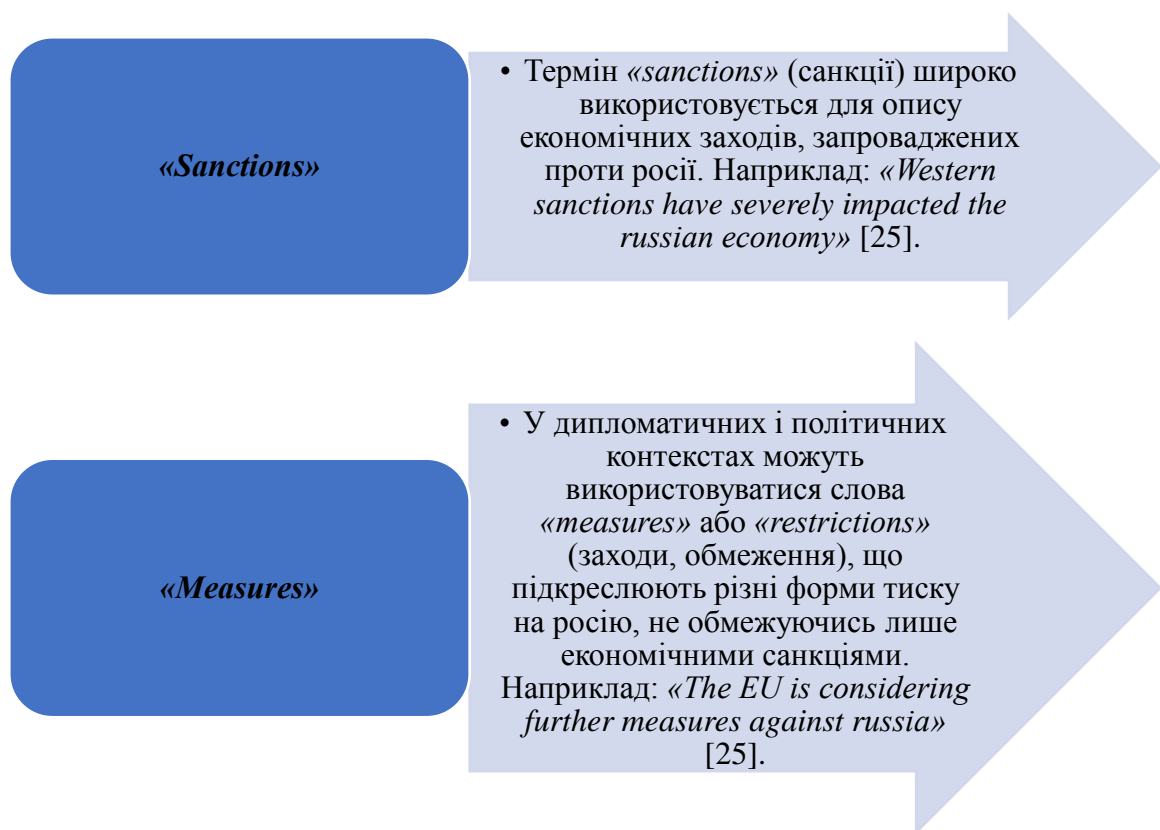 «Sanctions»
• Термін «sanctions» (санкції) широко
використовується для опису
економічних заходів, запроваджених
проти росії. Наприклад: «Western
sanctions have severely impacted the
russian economy» [25].
«Measures»
• У дипломатичних і політичних
контекстах можуть
використовуватися слова
«measures» або «restrictions»
(заходи, обмеження), що
підкреслюють різні форми тиску
на росію, не обмежуючись лише
економічними санкціями.
Наприклад: «The EU is considering
further measures against russia»
[25].